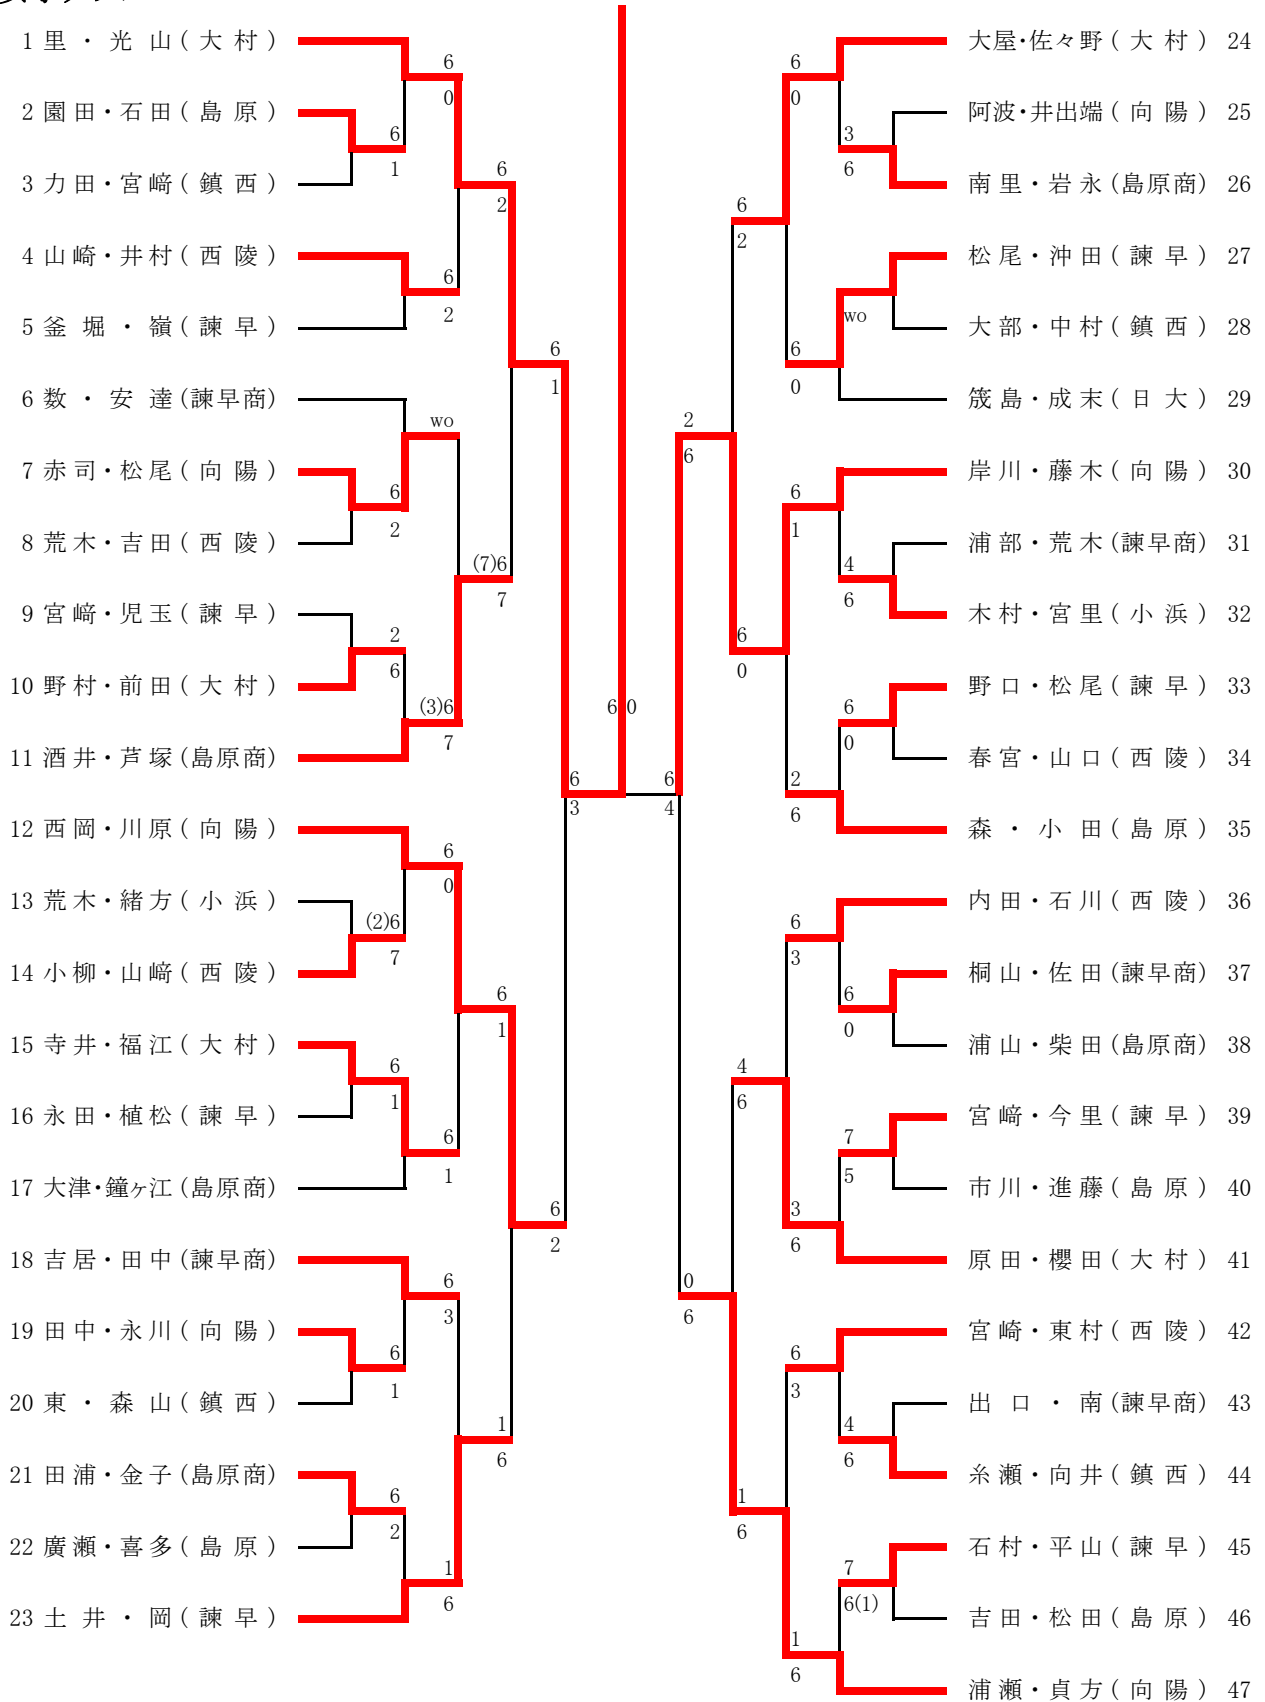 1 里・光山(大村)
6
0
2 園田・石田(島原)
6
1
3 力田・宮﨑(鎮西)
6
2
4 山崎・井村(西陵)
6
2
5 釜堀・嶺(諫早)
6
1
6 数・安達(諫早商)
wo
7 赤司・松尾(向陽)
6
2
8 荒木・吉田(西陵)
(7)6
7
9 宮﨑・児玉(諫早)
2
6
10 野村・前田(大村)
(3)6
7
11 酒井・芦塚(島原商)
6
3
12 西岡・川原(向陽)
6
0
13 荒木・緒方(小浜)
(2)6
7
14 小柳・山﨑(西陵)
6
1
15 寺井・福江(大村)
6
1
16 永田・植松(諫早)
6
1
17 大津・鐘ヶ江(島原商)
6
2
18 吉居・田中(諫早商)
6
3
19 田中・永川(向陽)
6
1
20 東・森山(鎮西)
1
6
21 田浦・金子(島原商)
6
2
22 廣瀬・喜多(島原)
1
6
23 土井・岡(諫早)
6 0
大屋・佐々野(大村) 24
6
0
阿波・井出端(向陽) 25
3
6
南里・岩永(島原商) 26
6
2
松尾・沖田(諫早) 27
wo
大部・中村(鎮西) 28
6
0
筬島・成末(日大) 29
2
6
岸川・藤木(向陽) 30
6
1
浦部・荒木(諫早商) 31
4
6
木村・宮里(小浜) 32
6
0
野口・松尾(諫早) 33
6
0
春宮・山口(西陵) 34
2
6
6
4
森・小田(島原) 35
内田・石川(西陵) 36
6
3
桐山・佐田(諫早商) 37
6
0
浦山・柴田(島原商) 38
4
6
宮﨑・今里(諫早) 39
7
5
市川・進藤(島原) 40
3
6
原田・櫻田(大村) 41
0
6
宮崎・東村(西陵) 42
6
3
出口・南(諫早商) 43
4
6
糸瀬・向井(鎮西) 44
1
6
石村・平山(諫早) 45
7
6(1)
吉田・松田(島原) 46
1
6
浦瀬・貞方(向陽) 47